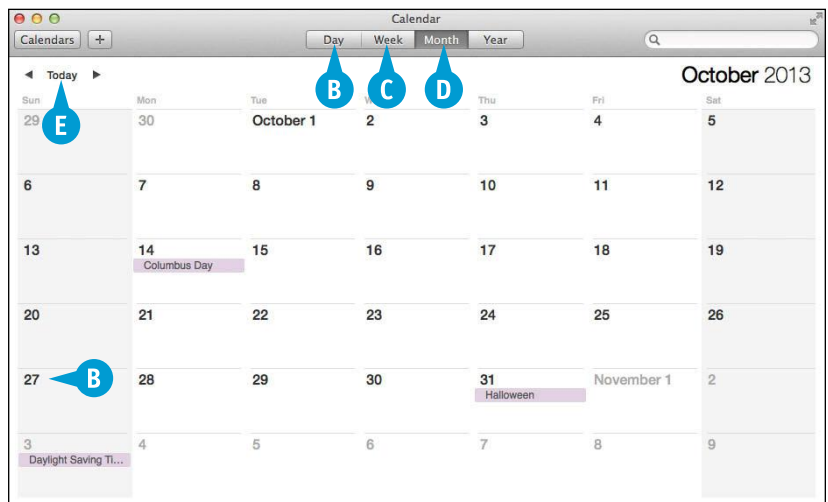 Calendar
Calendars + Day Week Month Year
Today October 2013
B C D
Sun Mon Tue Thu Fri Sat
E
29 30 October 1 2 3 4 5
6 7 8 9 10 11 12
13 14 15 16 17 18 19
Columbus Day
20 21 22 23 24 25 26
27 B 28 29 30 31 November 1 2
Halloween
3 4 5 6 7 8 9
Daylight Saving Ti...